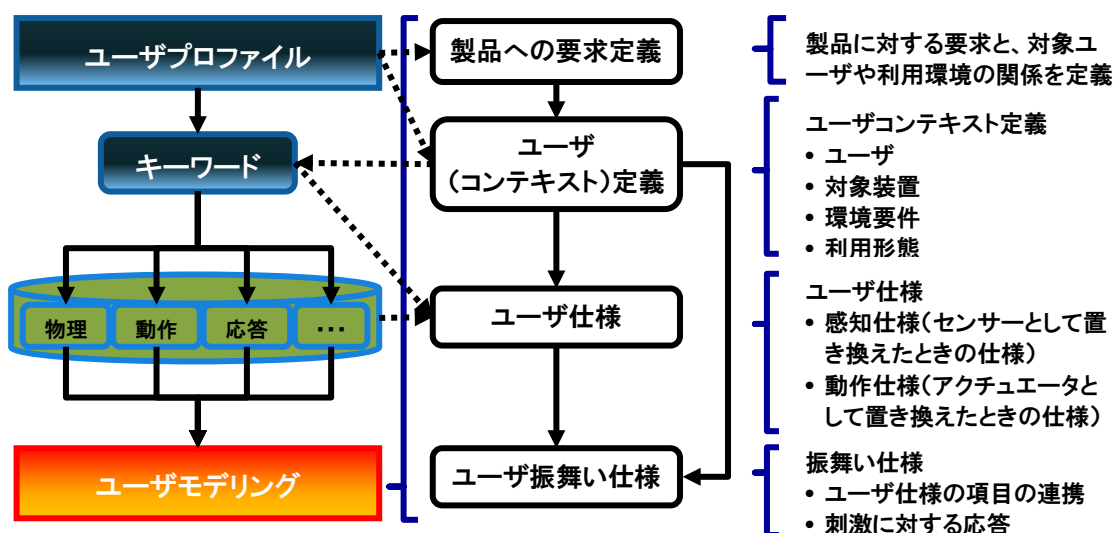 ユーザプロファイル
キーワード
物理
動作
応答
・・・
ユーザモデリング
製品への要求定義
ユーザ
（コンテキスト）定義
ユーザ仕様
ユーザ振舞い仕様
製品に対する要求と、対象ユ
ーザや利用環境の関係を定義
ユーザコンテキスト定義
• ユーザ
• 対象装置
• 環境要件
• 利用形態
ユーザ仕様
• 感知仕様（センサーとして置
き換えたときの仕様）
• 動作仕様（アクチュエータと
して置き換えたときの仕様）
振舞い仕様
• ユーザ仕様の項目の連携
• 刺激に対する応答